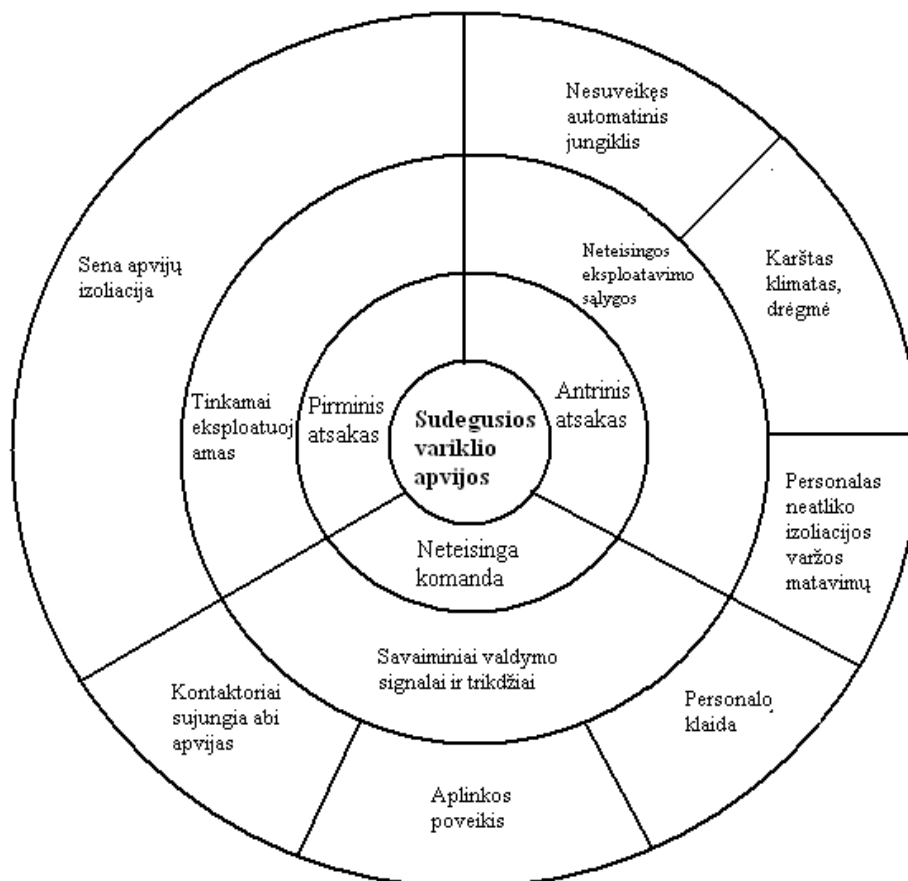 Nesuveikęs
automatinis
jungiklis
Sena apvijų
izoliacija
Neteisingos
eksploatavimo
sąlygos
Karštas
klimatas,
drėgmė
Tinkamai
eksploatuoj
amas
Pirminis
atsakas
Sudegusios
variklio
apvijos
Antrinis
atsakas
Personalas
neatliko
izoliacijos
varžos
matavimų
Neteisinga
komanda
Savaiminiai valdymo
signalai ir trikdžiai
Kontaktoriai
sujungia abi
apvijas
Personalo
klaida
Aplinkos
poveikis